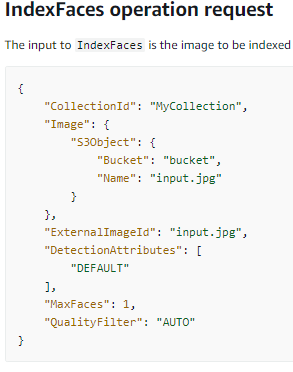 IndexFaces operation request
The input to IndexFaces is the image to be indexed
{
    "CollectionId": "MyCollection",
    "Image": {
        "S3Object": {
            "Bucket": "bucket",
            "Name": "input.jpg"
        }
    },
    "ExternalImageId": "input.jpg",
    "DetectionAttributes": [
        "DEFAULT"
    ],
    "MaxFaces": 1,
    "QualityFilter": "AUTO"
}